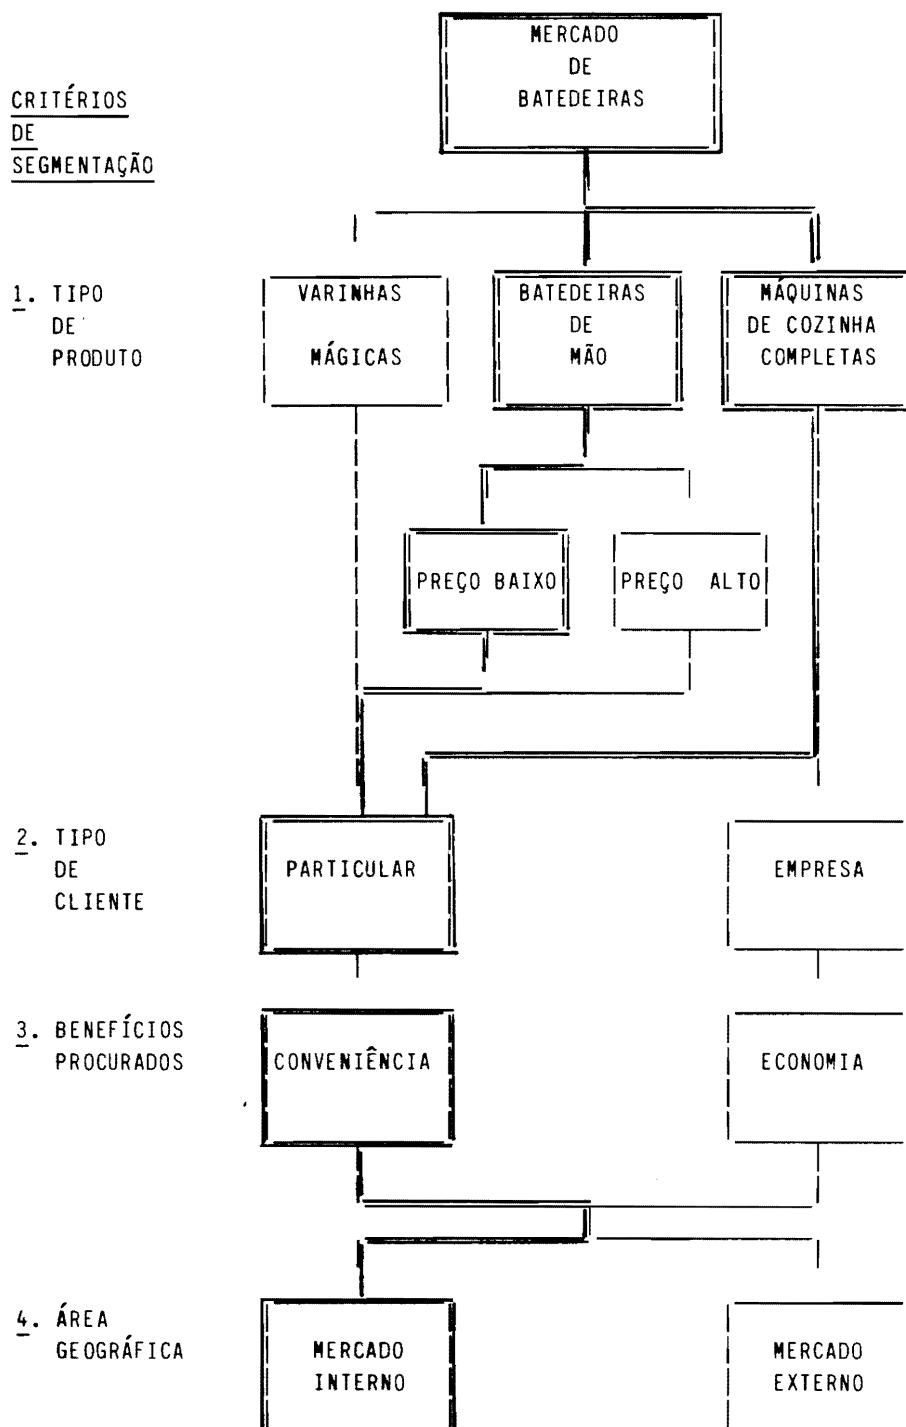 MERCADO
DE
BATEDEIRAS
CRITÉRIOS
DE
SEGMENTAÇÃO
1. TIPO
DE
PRODUTO
VARINHAS
MÁGICAS
BATEDEIRAS
DE
MÃO
MÁQUINAS
DE COZINHA
COMPLETAS
PREÇO BAIXO
PREÇO ALTO
2. TIPO
DE
CLIENTE
PARTICULAR
EMPRESA
3. BENEFÍCIOS
PROCURADOS
CONVENIÊNCIA
ECONOMIA
4. ÁREA
GEOGRÁFICA
MERCADO
INTERNO
MERCADO
EXTERNO